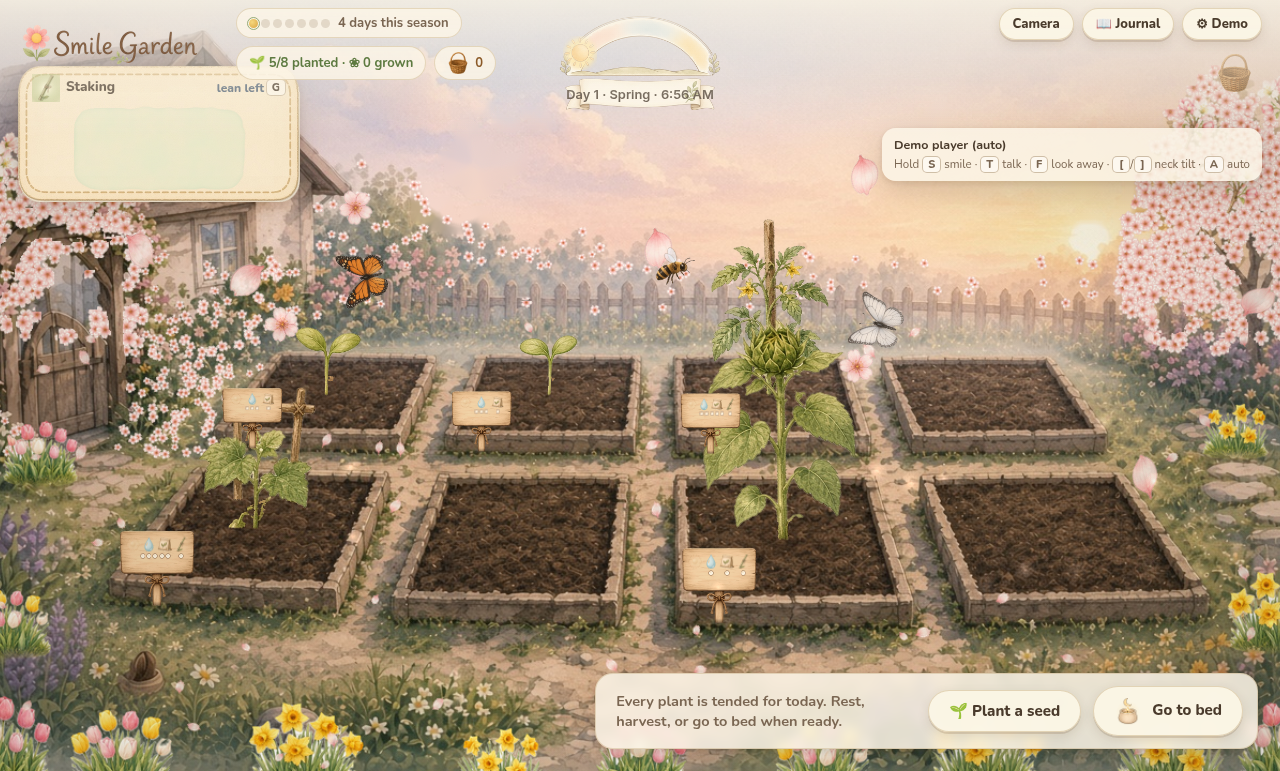 Smile Garden
4 days this season
5/8 planted · 0 grown
0
Staking
lean left G
Day 1 · Spring · 6:56 AM
Camera
Journal
Demo
Demo player (auto)
Hold S smile · T talk · F look away · [ / ] neck tilt · A auto
Every plant is tended for today. Rest,
harvest, or go to bed when ready.
Plant a seed
Go to bed